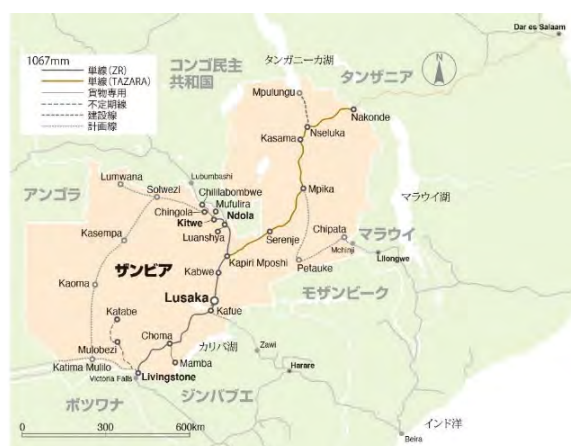 1067mm
単線(ZR)
単線(TAZARA)
貨物専用
不定期線
建設線
計画線
コンゴ民主
共和国
タンガニーカ湖
タンザニア
Dar es Salaam
N
Mpulungu
Nakonde
Nseluka
Kasama
Lumwana
Lubumbashi
Solwezi
Chililabombwe
Mufulira
Chingola
Ndola
Kitwe
Luanshya
Mpika
アンゴラ
マラウイ湖
Kasempa
Serenje
Chipata
マラウイ
Mchinji
Lilongwe
Kapiri Mposhi
Petauke
ザンビア
Kabwe
モザンビーク
Kaoma
Lusaka
Kafue
Katabe
Choma
カリバ湖
Zawi
Mulobezi
Mamba
Harare
Katima Mulilo
Victoria Falls
Livingstone
ジンバブエ
ボツワナ
インド洋
Beira
0
300
600km